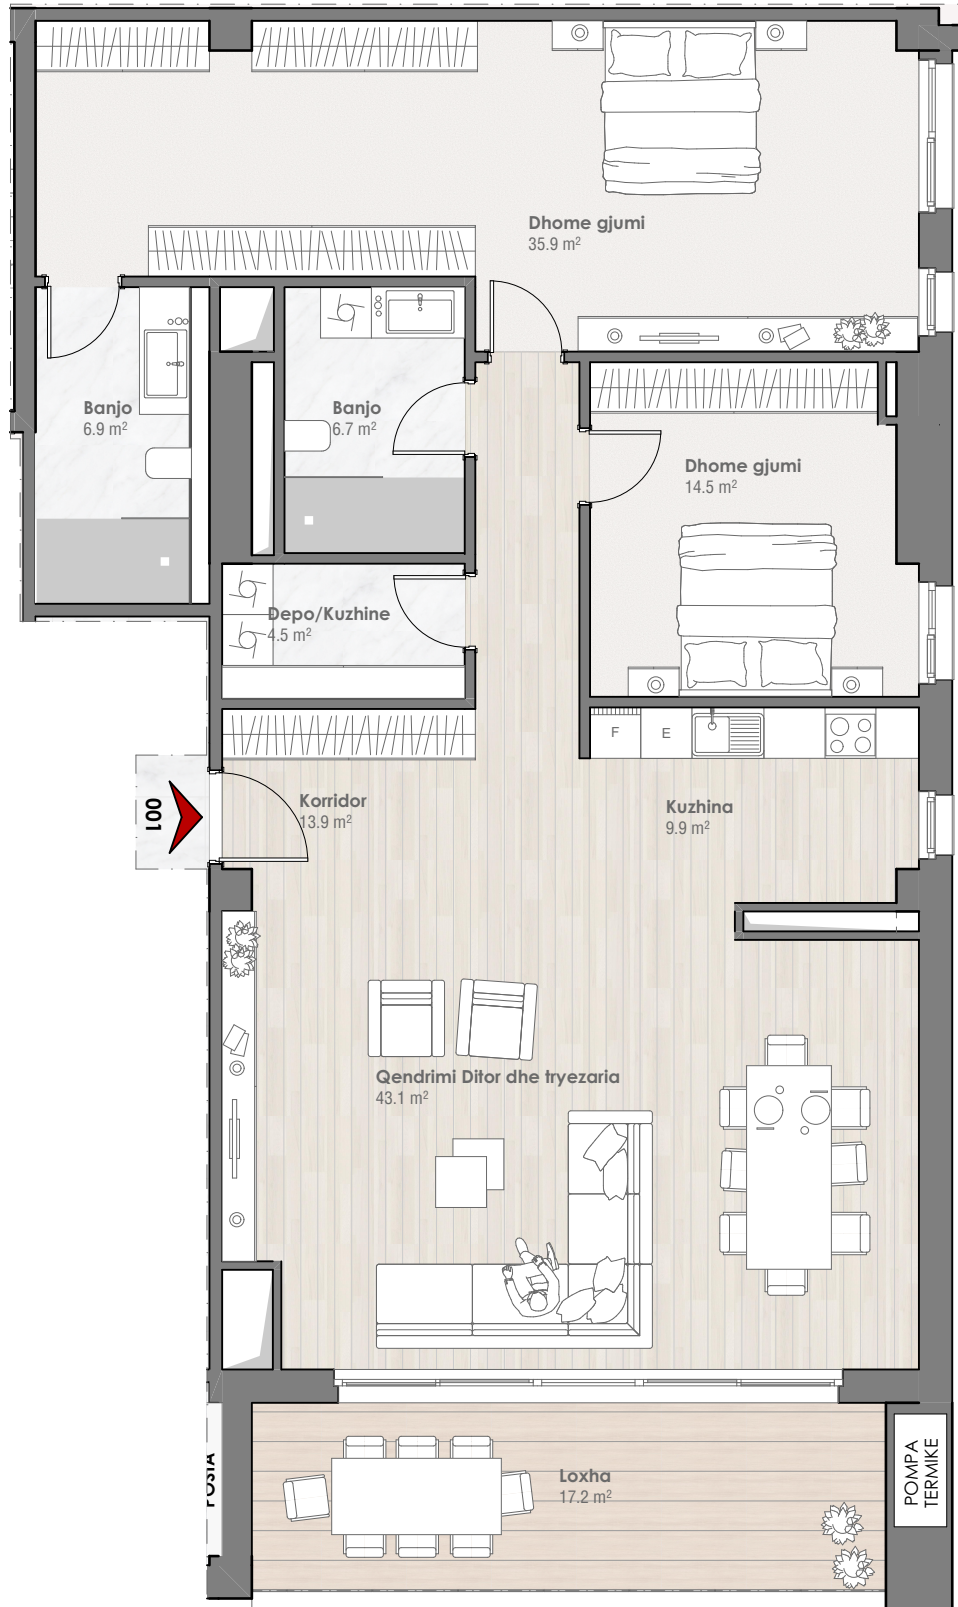 Dhome gjumi
35.9 m²
Banjo
6.9 m²
Banjo
6.7 m²
Dhome gjumi
14.5 m²
Depo/Kuzhine
4.5 m²
F
E
001
Korridor
13.9 m²
Kuzhina
9.9 m²
Qendrimi Ditor dhe tryezaria
43.1 m²
POSTA
Loxha
17.2 m²
POMPA
TERMIKE